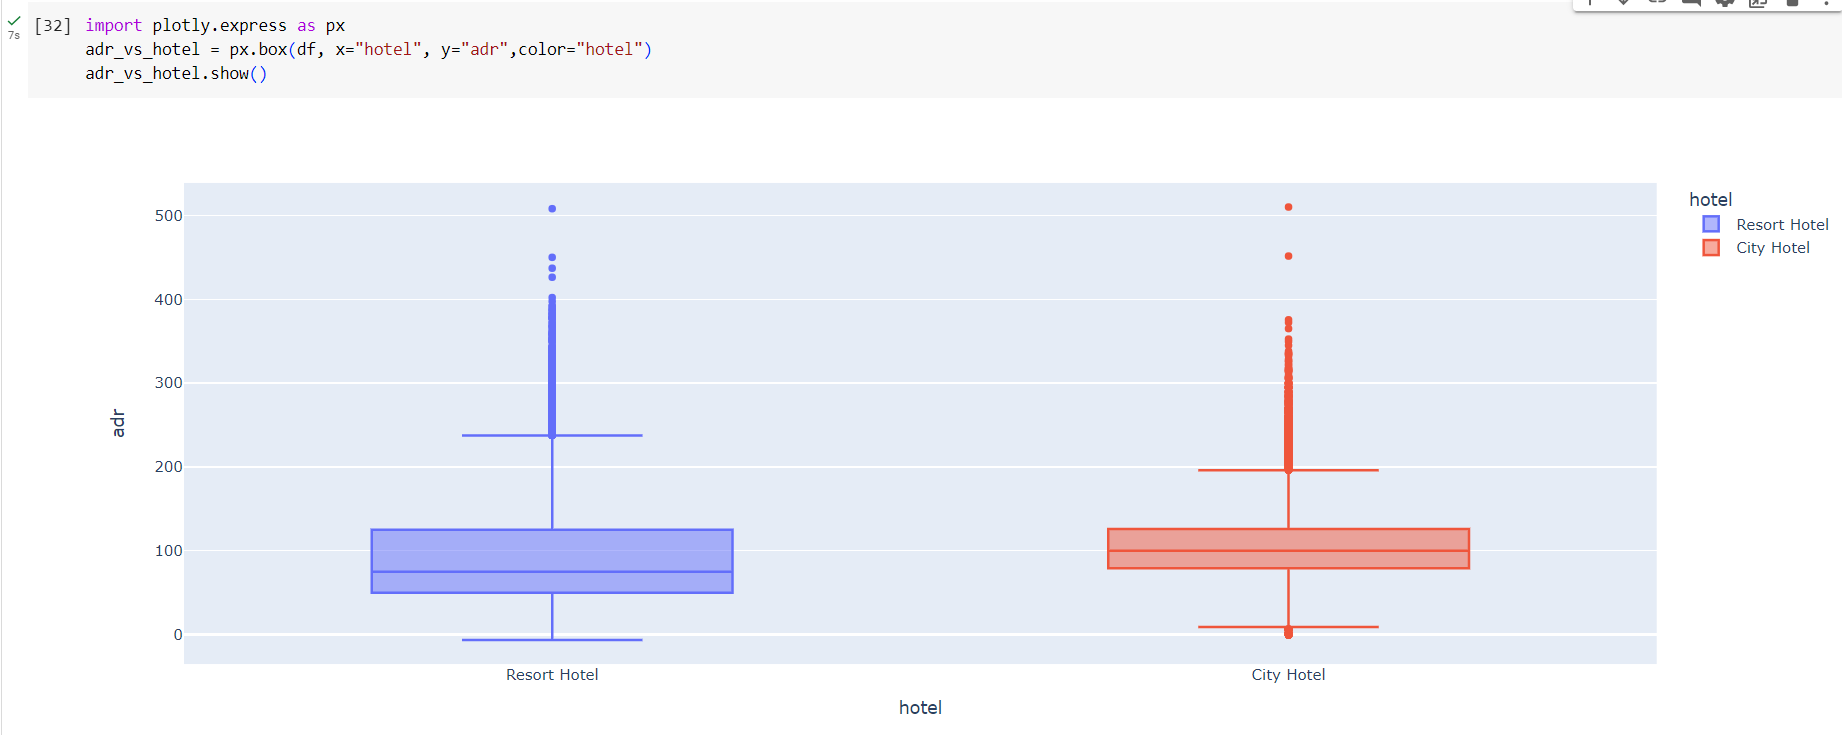 [32] import plotly.express as px
7s
adr_vs_hotel = px.box(df, x="hotel", y="adr",color="hotel")
adr_vs_hotel.show()
hotel
Resort Hotel
City Hotel
500
400
300
200
100
0
adr
Resort Hotel
City Hotel
hotel